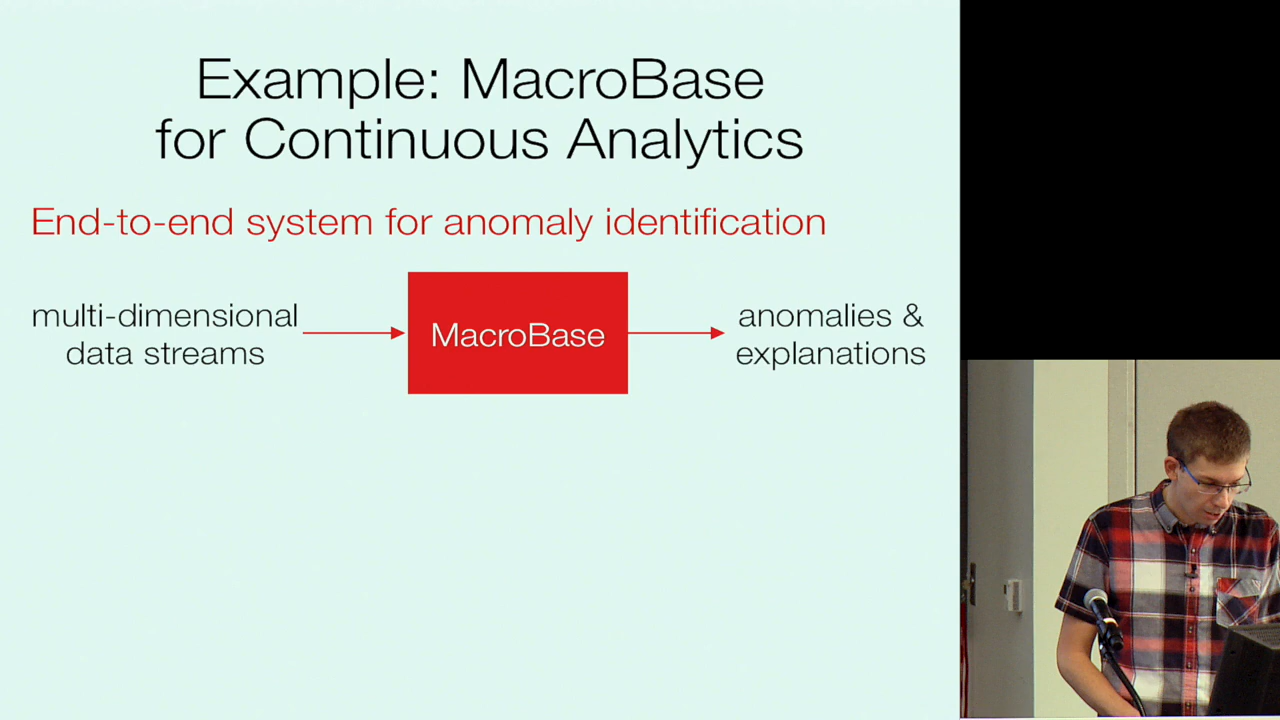 Example: MacroBase
for Continuous Analytics
End-to-end system for anomaly identification
multi-dimensional
data streams
MacroBase
anomalies &
explanations